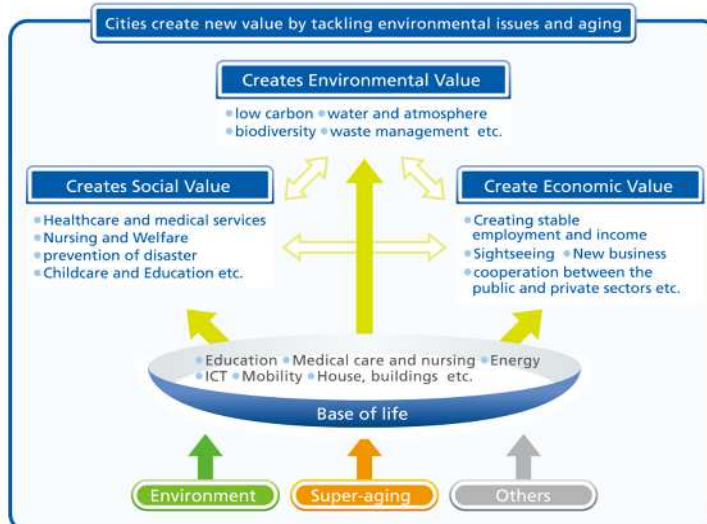 Cities create new value by tackling environmental issues and aging
Creates Environmental Value
low carbon water and atmosphere
biodiversity waste management etc.
Creates Social Value
Healthcare and medical services
Nursing and Welfare
prevention of disaster
Childcare and Education etc.
Create Economic Value
Creating stable
employment and income
Sightseeing New business
cooperation between the
public and private sectors etc.
Education Medical care and nursing Energy
ICT Mobility House, buildings etc.
Base of life
Environment
Super-aging
Others